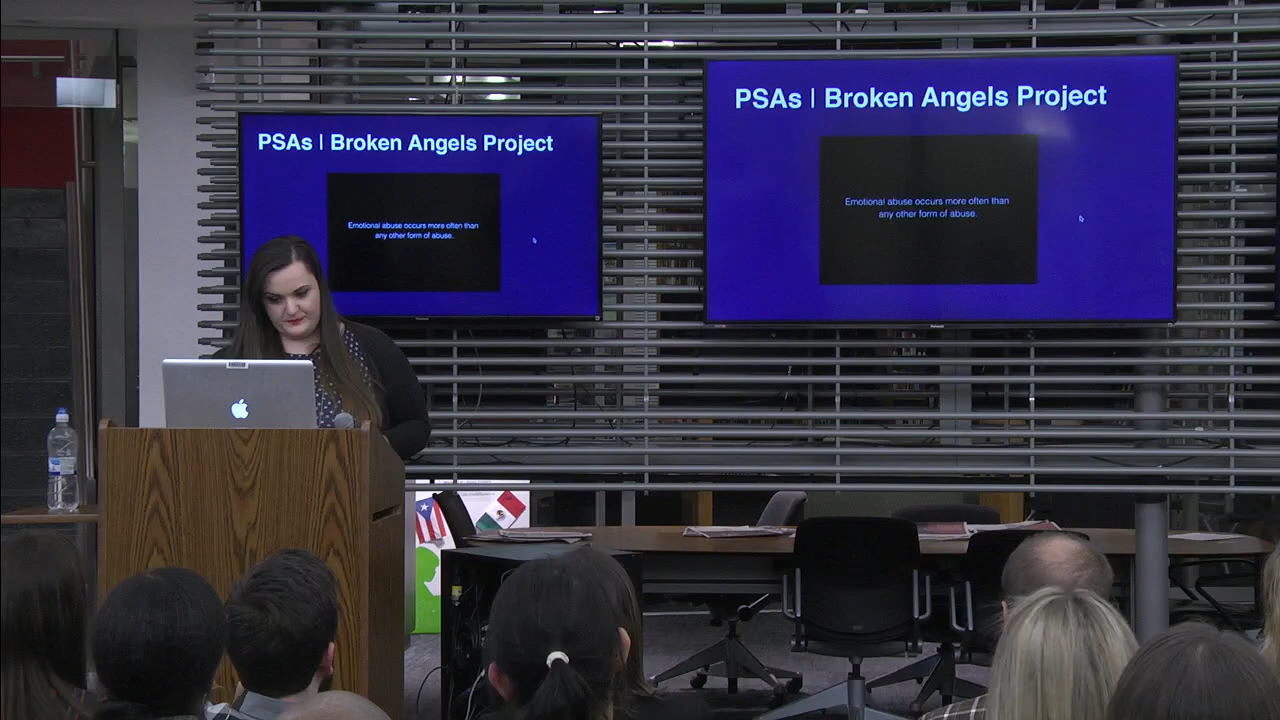 PSAs | Broken Angels Project
Emotional abuse occurs more often than
any other form of abuse.
PSAs | Broken Angels Project
Emotional abuse occurs more often than
any other form of abuse.